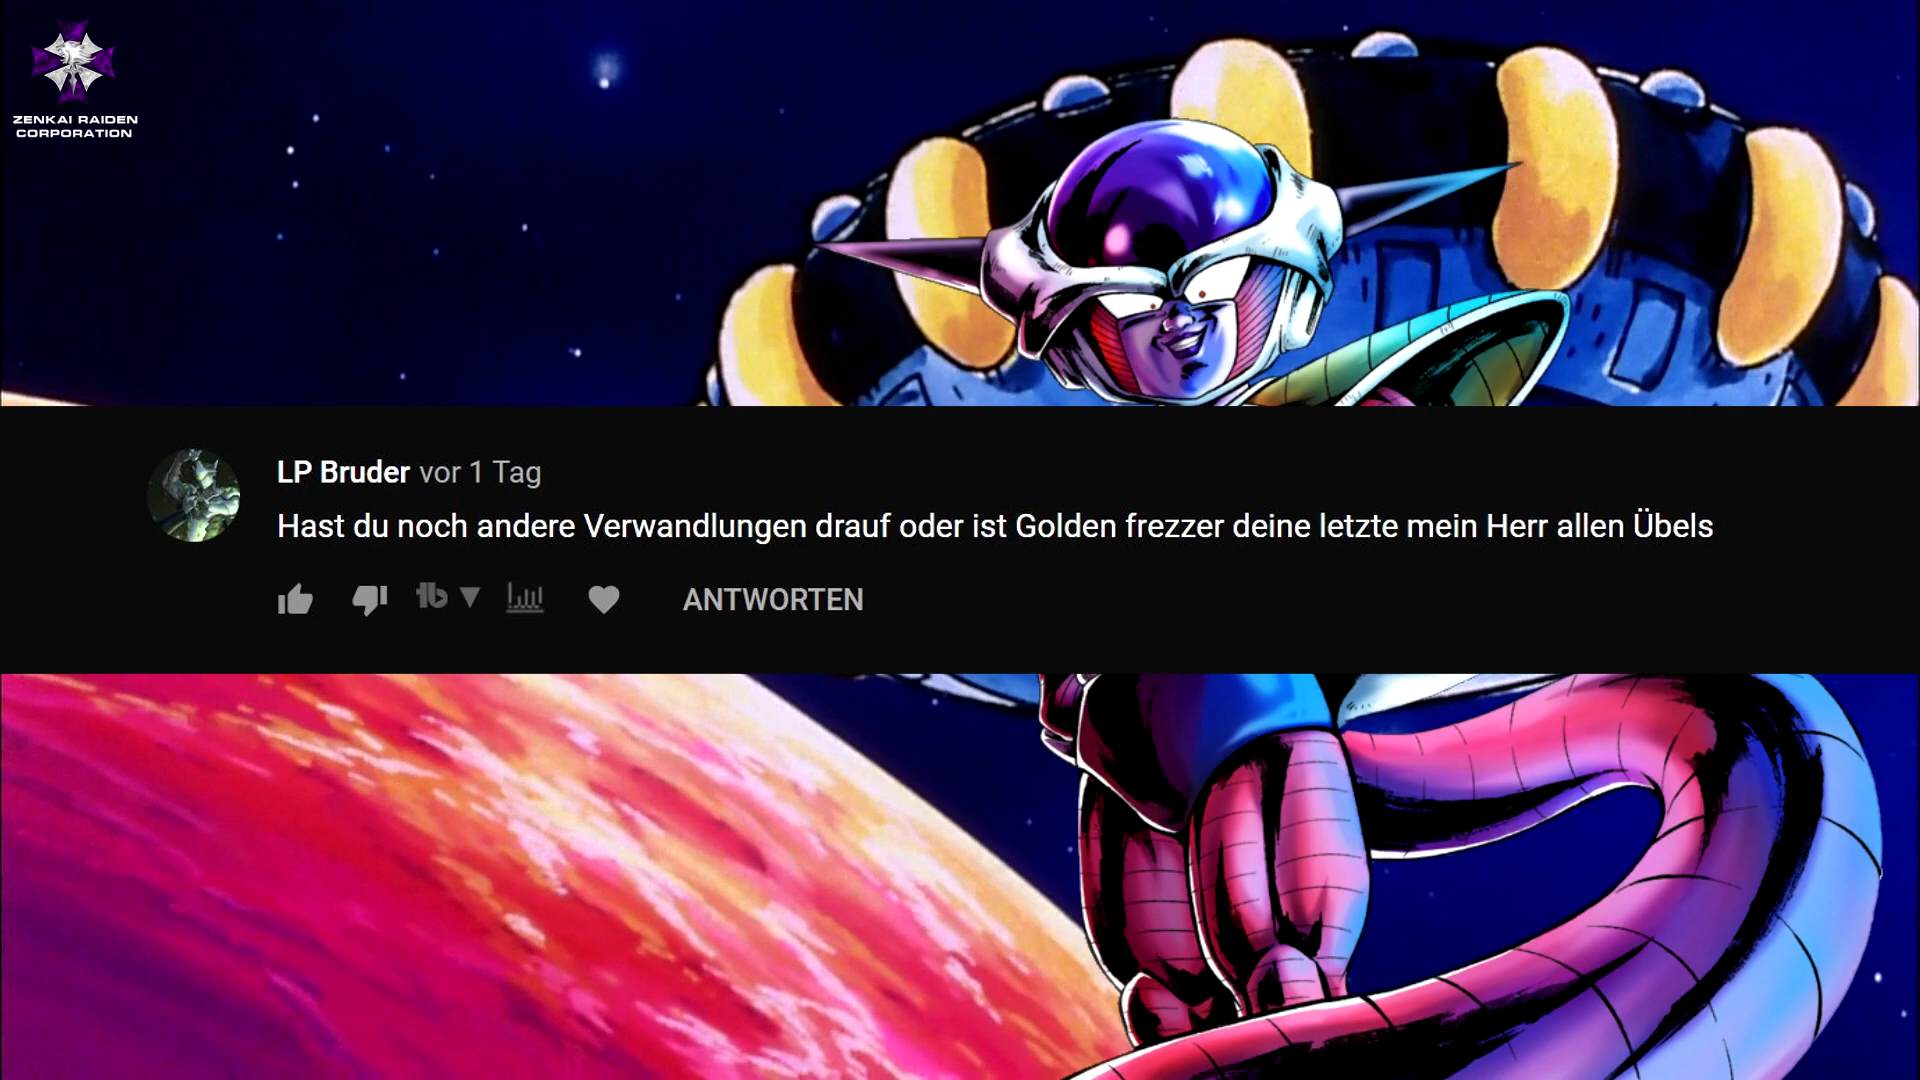 ZENKAI RAIDEN
CORPORATION
LP Bruder vor 1 Tag
Hast du noch andere Verwandlungen drauf oder ist Golden frezzer deine letzte mein Herr allen Übels
ANTWORTEN